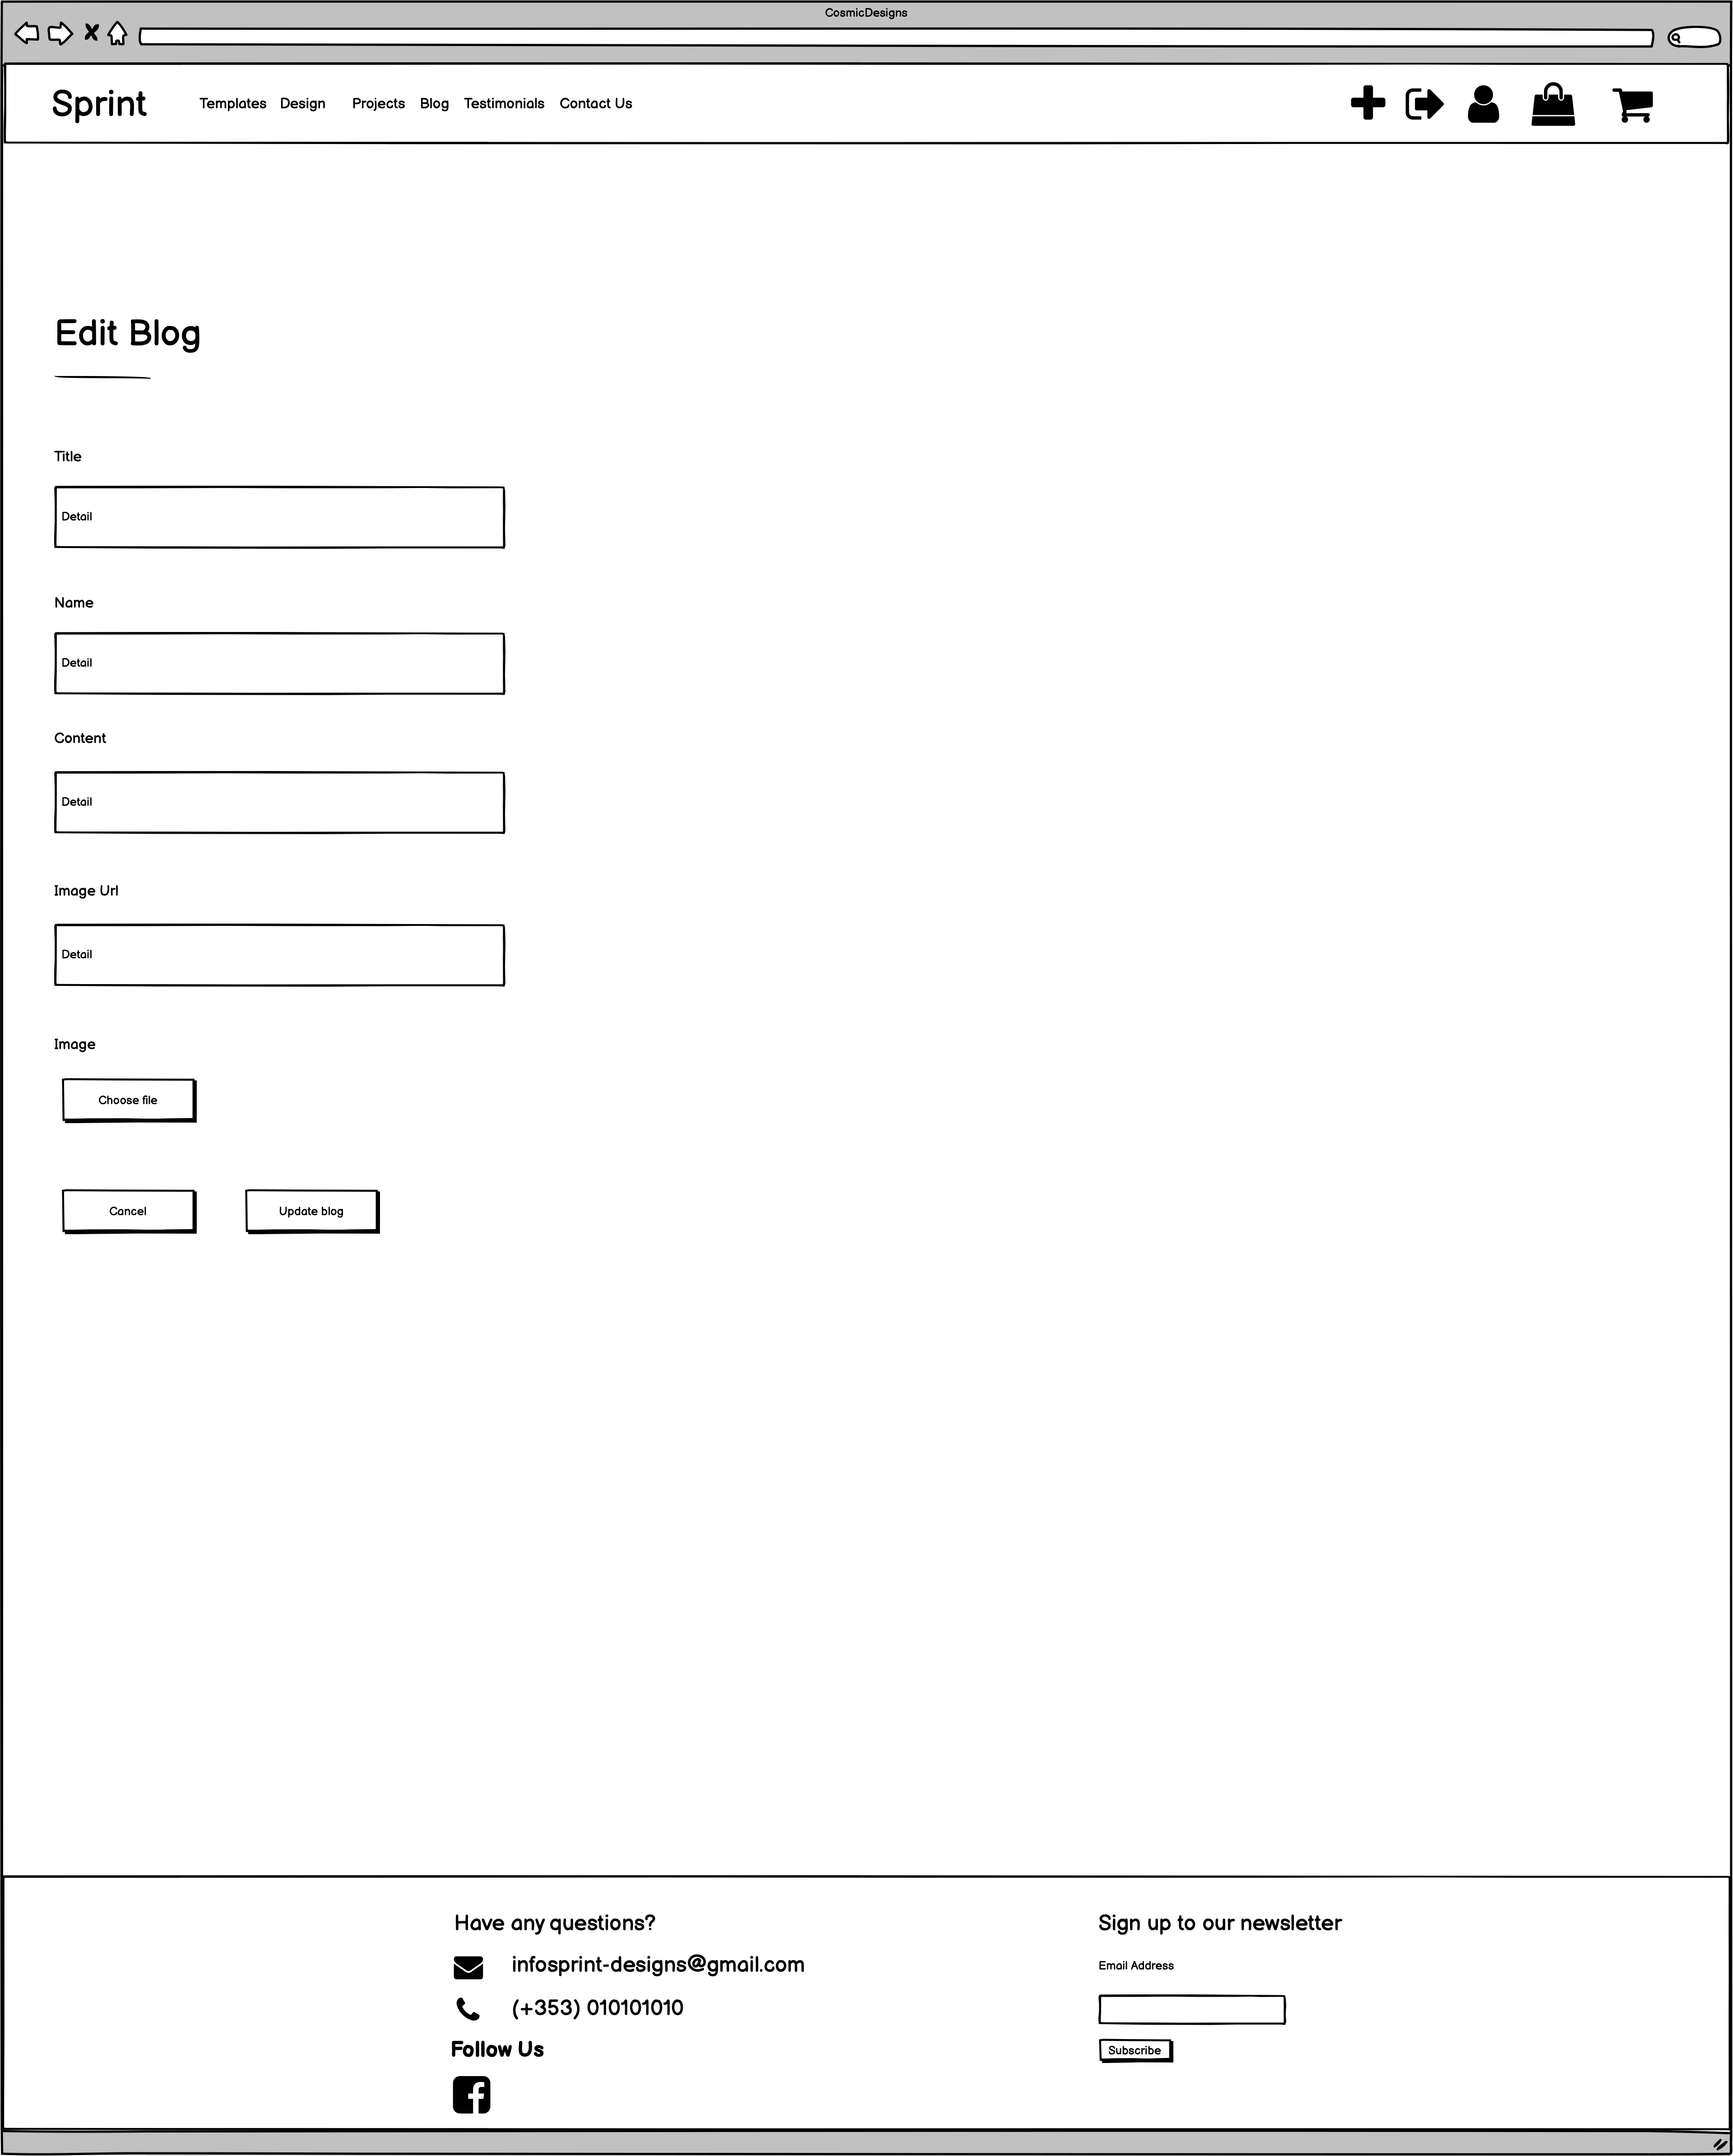 CosmicDesigns
Sprint Templates Design Projects Blog Testimonials Contact Us
Edit Blog
Title
Detail
Name
Detail
Content
Detail
Image Url
Detail
Image
Choose file
Cancel Update blog
Have any questions? Sign up to our newsletter
infosprint-designs@gmail.com Email Address
(+353) 010101010
Follow Us Subscribe